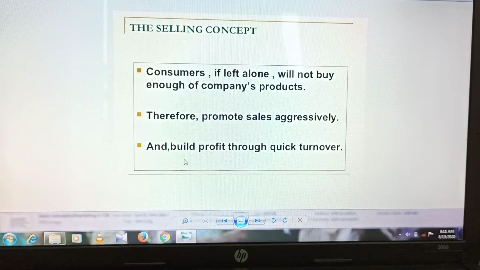 THE SELLING CONCEPT
Consumers , if left alone , will not buy
enough of company's products.
Therefore, promote sales aggressively.
And,build profit through quick turnover.
hp